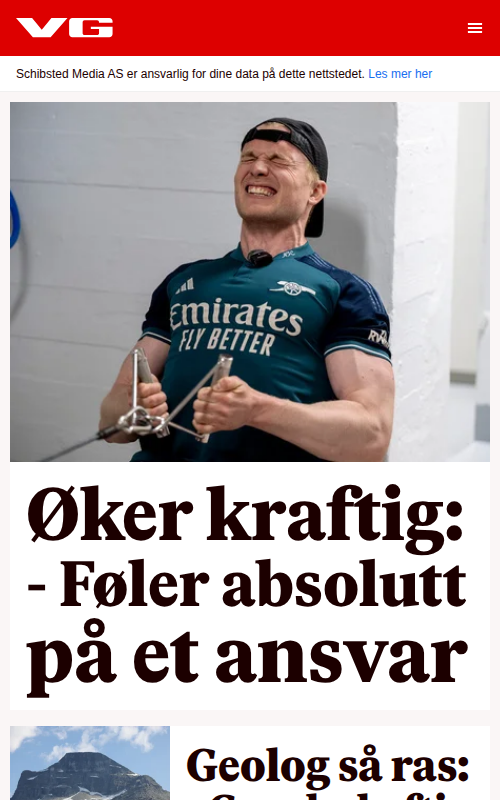 VG
Schibsted Media AS er ansvarlig for dine data på dette nettstedet. Les mer her
Emirates
FLY BETTER
Øker kraftig:
- Føler absolutt
på et ansvar
Geolog så ras: